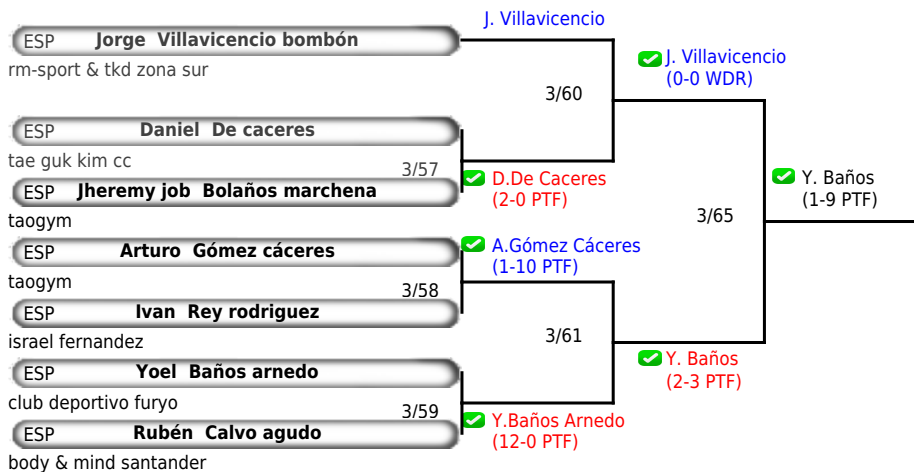 J. Villavicencio
ESP Jorge Villavicencio bombón
rm-sport & tkd zona sur
J. Villavicencio
(0-0 WDR)
3/60
ESP Daniel De caceres
tae guk kim cc
3/57
ESP Jheremy job Bolaños marchena
taogym
D.De Caceres
(2-0 PTF)
Y. Baños
(1-9 PTF)
3/65
ESP Arturo Gómez cáceres
taogym
A.Gómez Cáceres
(1-10 PTF)
3/58
ESP Ivan Rey rodriguez
israel fernandez
3/61
ESP Yoel Baños arnedo
club deportivo furyo
Y. Baños
(2-3 PTF)
3/59
ESP Rubén Calvo agudo
body & mind santander
Y.Baños Arnedo
(12-0 PTF)